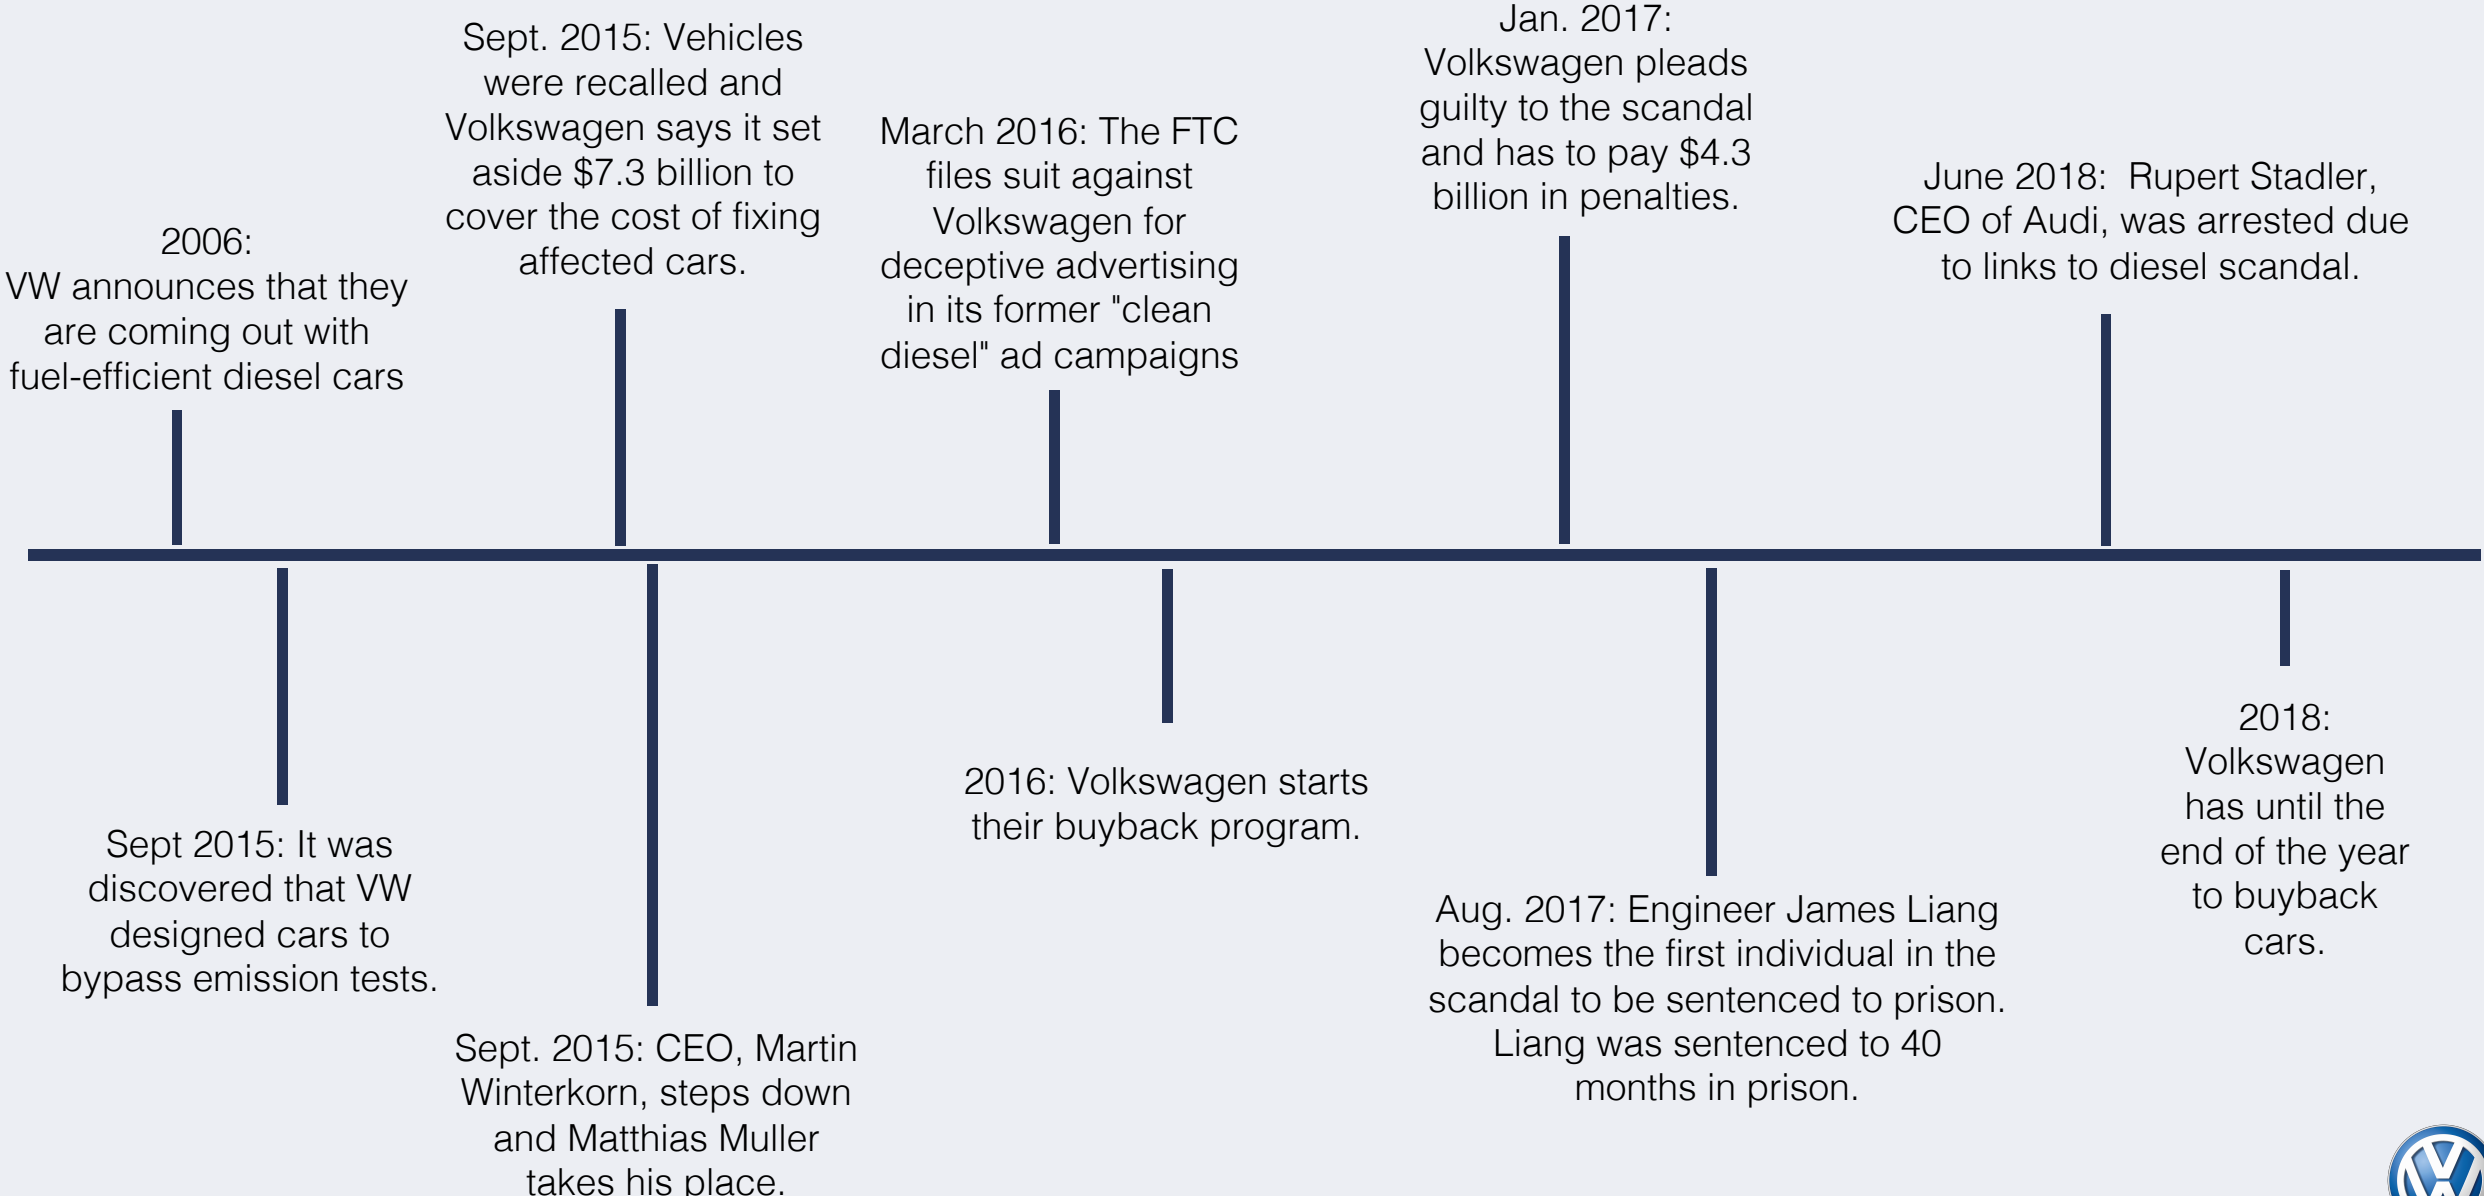 2006:
VW announces that they
are coming out with
fuel-efficient diesel cars
Sept 2015: It was
discovered that VW
designed cars to
bypass emission tests.
Sept. 2015: Vehicles
were recalled and
Volkswagen says it set
aside $7.3 billion to
cover the cost of fixing
affected cars.
Sept. 2015: CEO, Martin
Winterkorn, steps down
and Matthias Muller
takes his place.
March 2016: The FTC
files suit against
Volkswagen for
deceptive advertising
in its former "clean
diesel" ad campaigns
2016: Volkswagen starts
their buyback program.
Jan. 2017:
Volkswagen pleads
guilty to the scandal
and has to pay $4.3
billion in penalties.
Aug. 2017: Engineer James Liang
becomes the first individual in the
scandal to be sentenced to prison.
Liang was sentenced to 40
months in prison.
June 2018:  Rupert Stadler,
CEO of Audi, was arrested due
to links to diesel scandal.
2018:
Volkswagen
has until the
end of the year
to buyback
cars.
VW